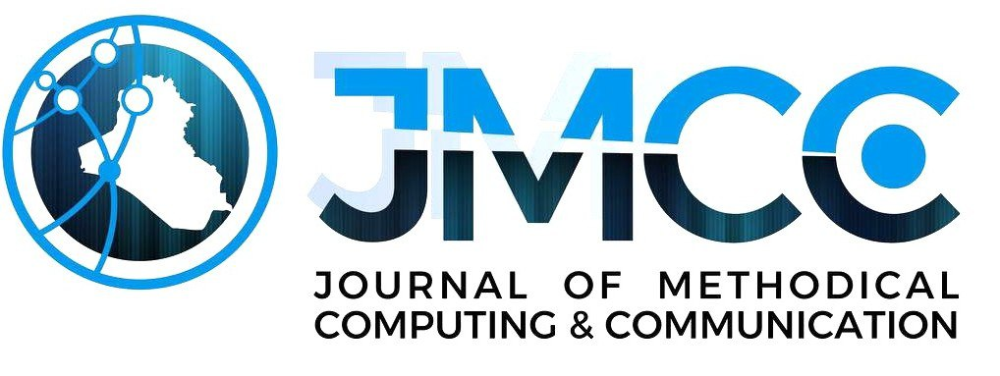 JMCC
JOURNAL OF METHODICAL
COMPUTING & COMMUNICATION